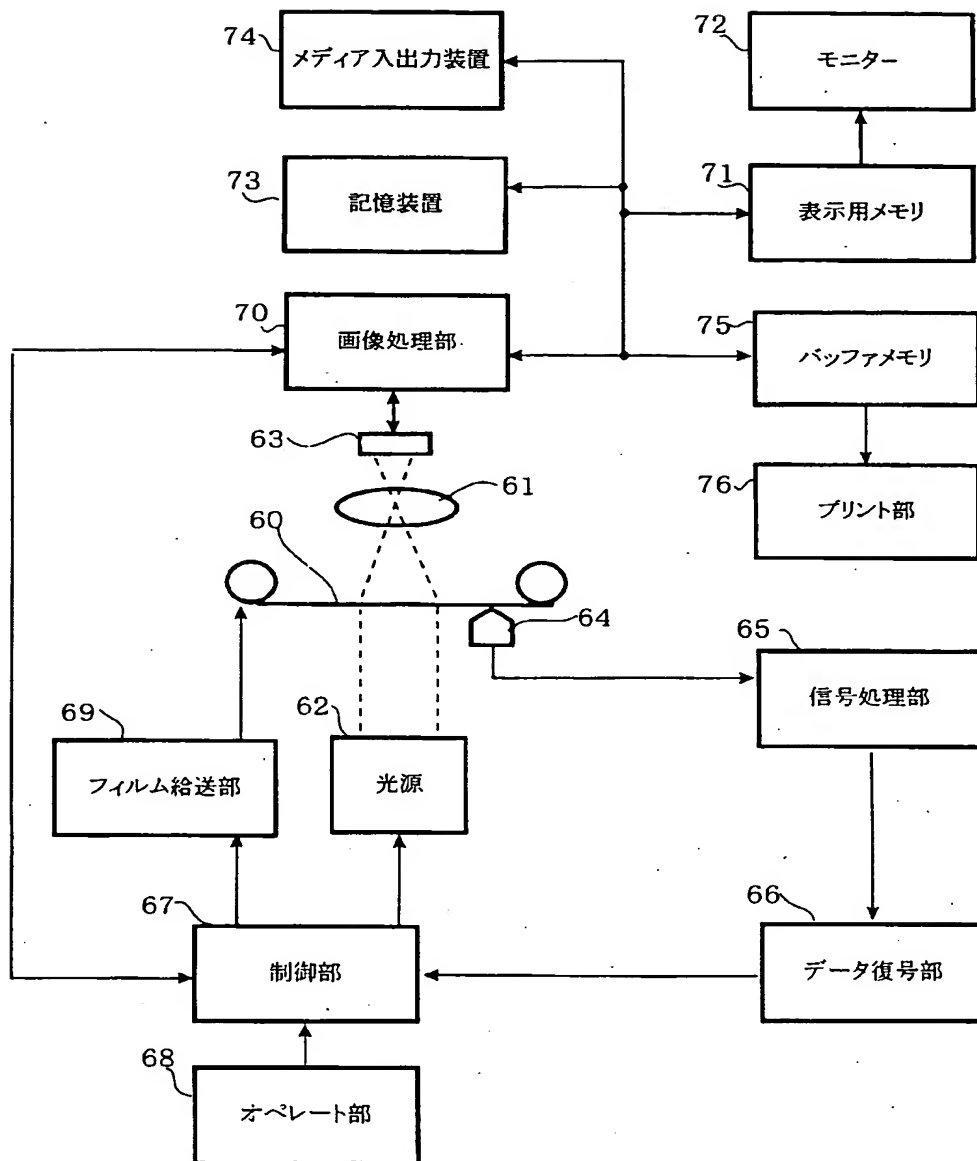 74
メディア入出力装置
72
モニター
73
記憶装置
71
表示用メモリ
70
画像処理部
75
バッファメモリ
63
61
76
プリント部
60
64
65
信号処理部
69
フィルム給送部
62
光源
67
制御部
66
データ復号部
68
オペレート部